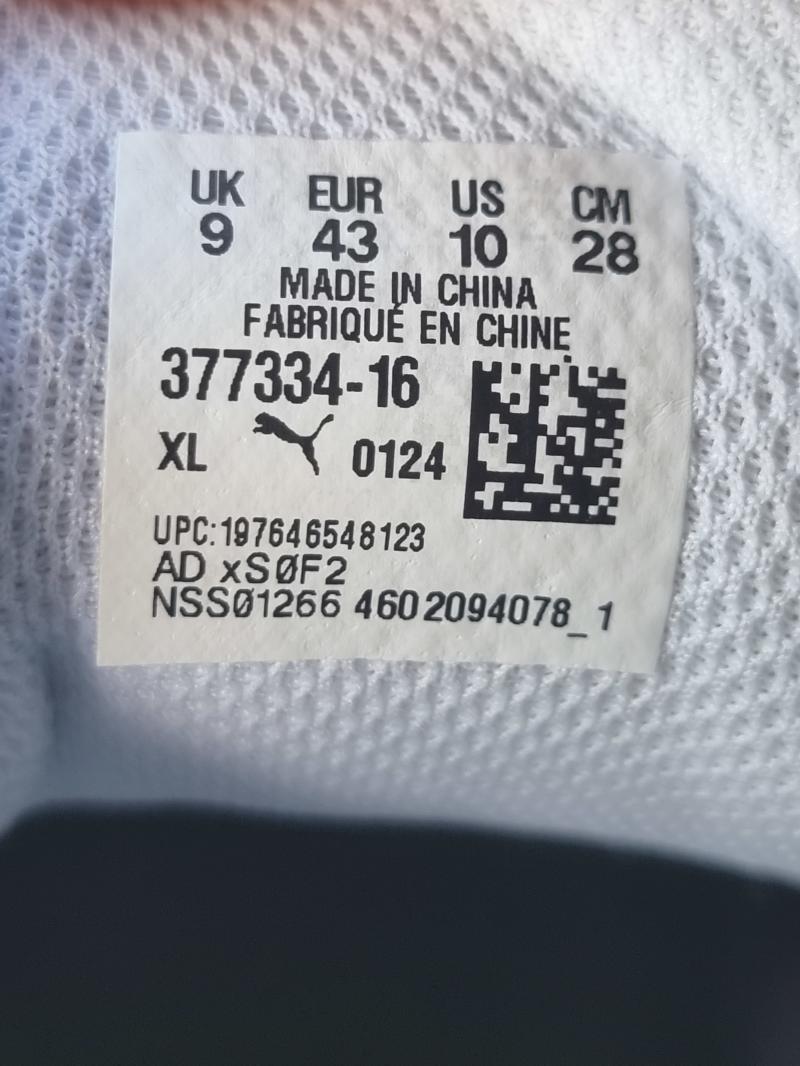 UK EUR US CM
9 43 10 28
MADE IN CHINA
FABRIQUÉ EN CHINE
377334-16
XL 0124
UPC:197646548123
AD xSØF2
NSSØ1266 4602094078_1